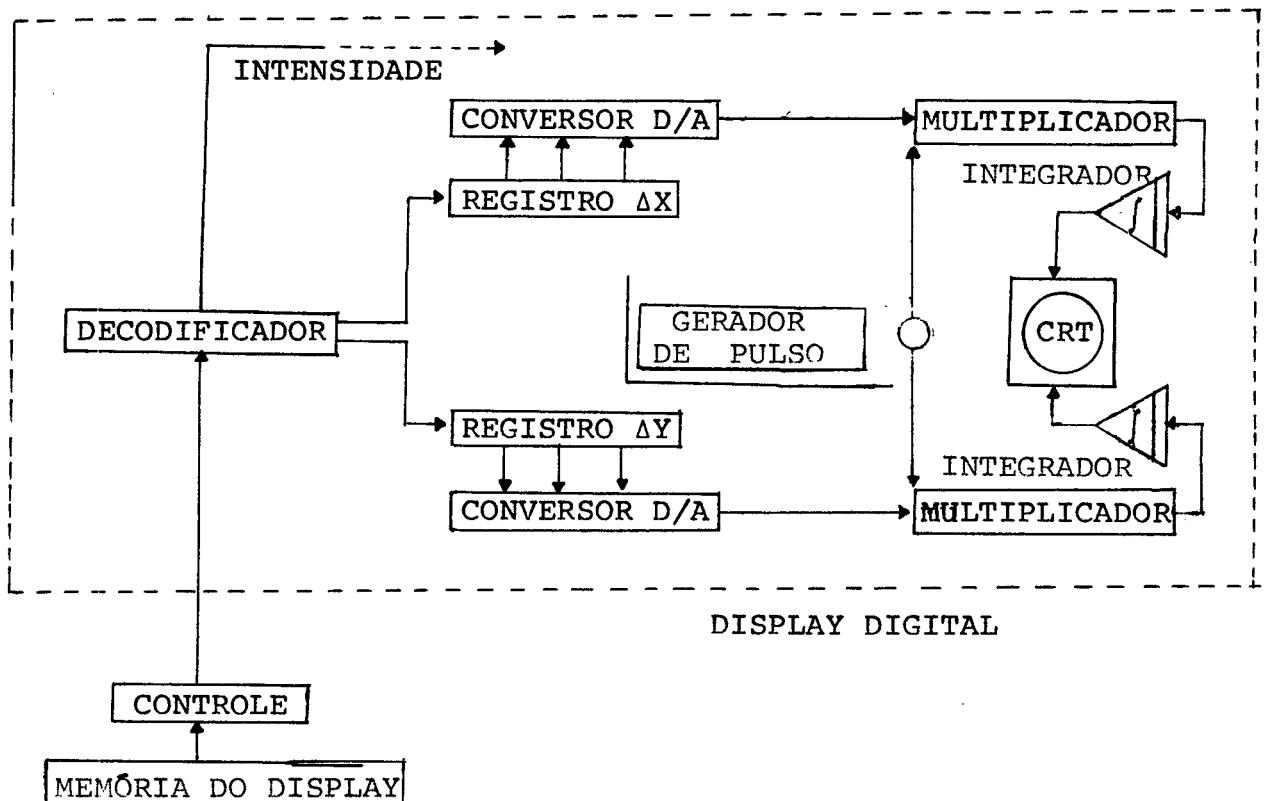 INTENSIDADE
CONVERSOR D/A
MULTIPLICADOR
INTEGRADOR
REGISTRO ΔX
∫
DECODIFICADOR
GERADOR
DE PULSO
CRT
REGISTRO ΔY
∫
INTEGRADOR
CONVERSOR D/A
MULTIPLICADOR
DISPLAY DIGITAL
CONTROLE
MEMÓRIA DO DISPLAY